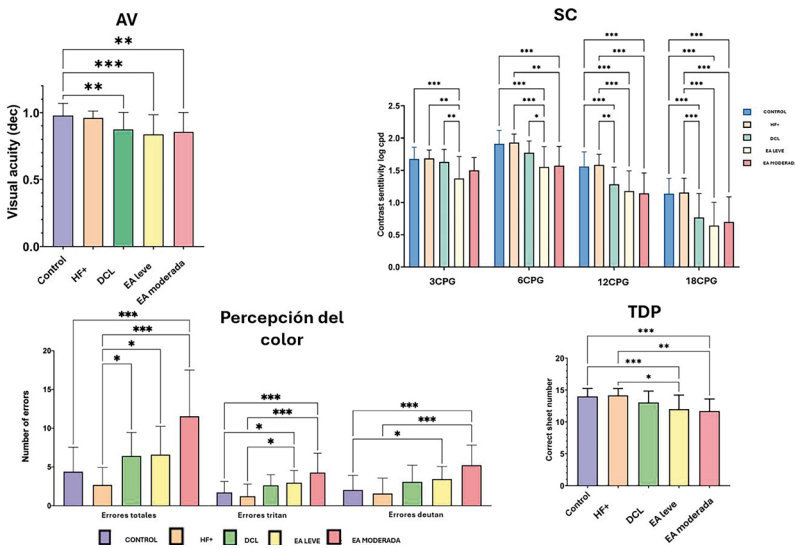 AV
**
***
**
Visual acuity (dec)
1.0
0.5
0.0
Control
HF+
DCL
EA leve
EA moderada
SC
***
**
**
***
**
***
***
*
***
***
***
***
**
***
***
***
***
***
Contrast sentitivity log cpd
2.5
2.0
1.5
1.0
0.5
0.0
3CPG
6CPG
12CPG
18CPG
CONTROL
HF+
DCL
EA LEVE
EA MODERADA
Percepción del
color
***
***
*
*
***
***
*
*
***
***
*
Number of errors
20
15
10
5
0
Errores totales
Errores tritan
Errores deutan
CONTROL
HF+
DCL
EA LEVE
EA MODERADA
TDP
***
**
***
*
Correct sheet number
20
15
10
5
0
Control
HF+
DCL
EA leve
EA moderada